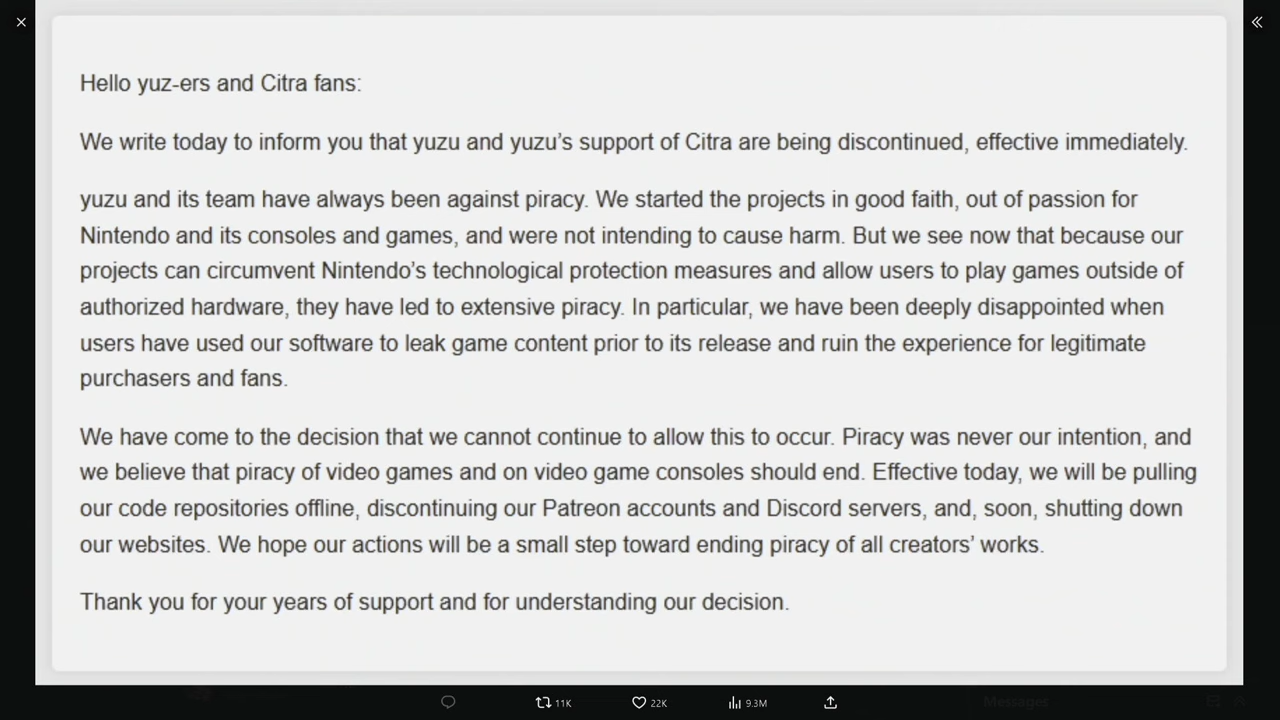 Hello yuz-ers and Citra fans:
We write today to inform you that yuzu and yuzu’s support of Citra are being discontinued, effective immediately.
yuzu and its team have always been against piracy. We started the projects in good faith, out of passion for
Nintendo and its consoles and games, and were not intending to cause harm. But we see now that because our
projects can circumvent Nintendo’s technological protection measures and allow users to play games outside of
authorized hardware, they have led to extensive piracy. In particular, we have been deeply disappointed when
users have used our software to leak game content prior to its release and ruin the experience for legitimate
purchasers and fans.
We have come to the decision that we cannot continue to allow this to occur. Piracy was never our intention, and
we believe that piracy of video games and on video game consoles should end. Effective today, we will be pulling
our code repositories offline, discontinuing our Patreon accounts and Discord servers, and, soon, shutting down
our websites. We hope our actions will be a small step toward ending piracy of all creators’ works.
Thank you for your years of support and for understanding our decision.
11K 22K 9.3M
Messages